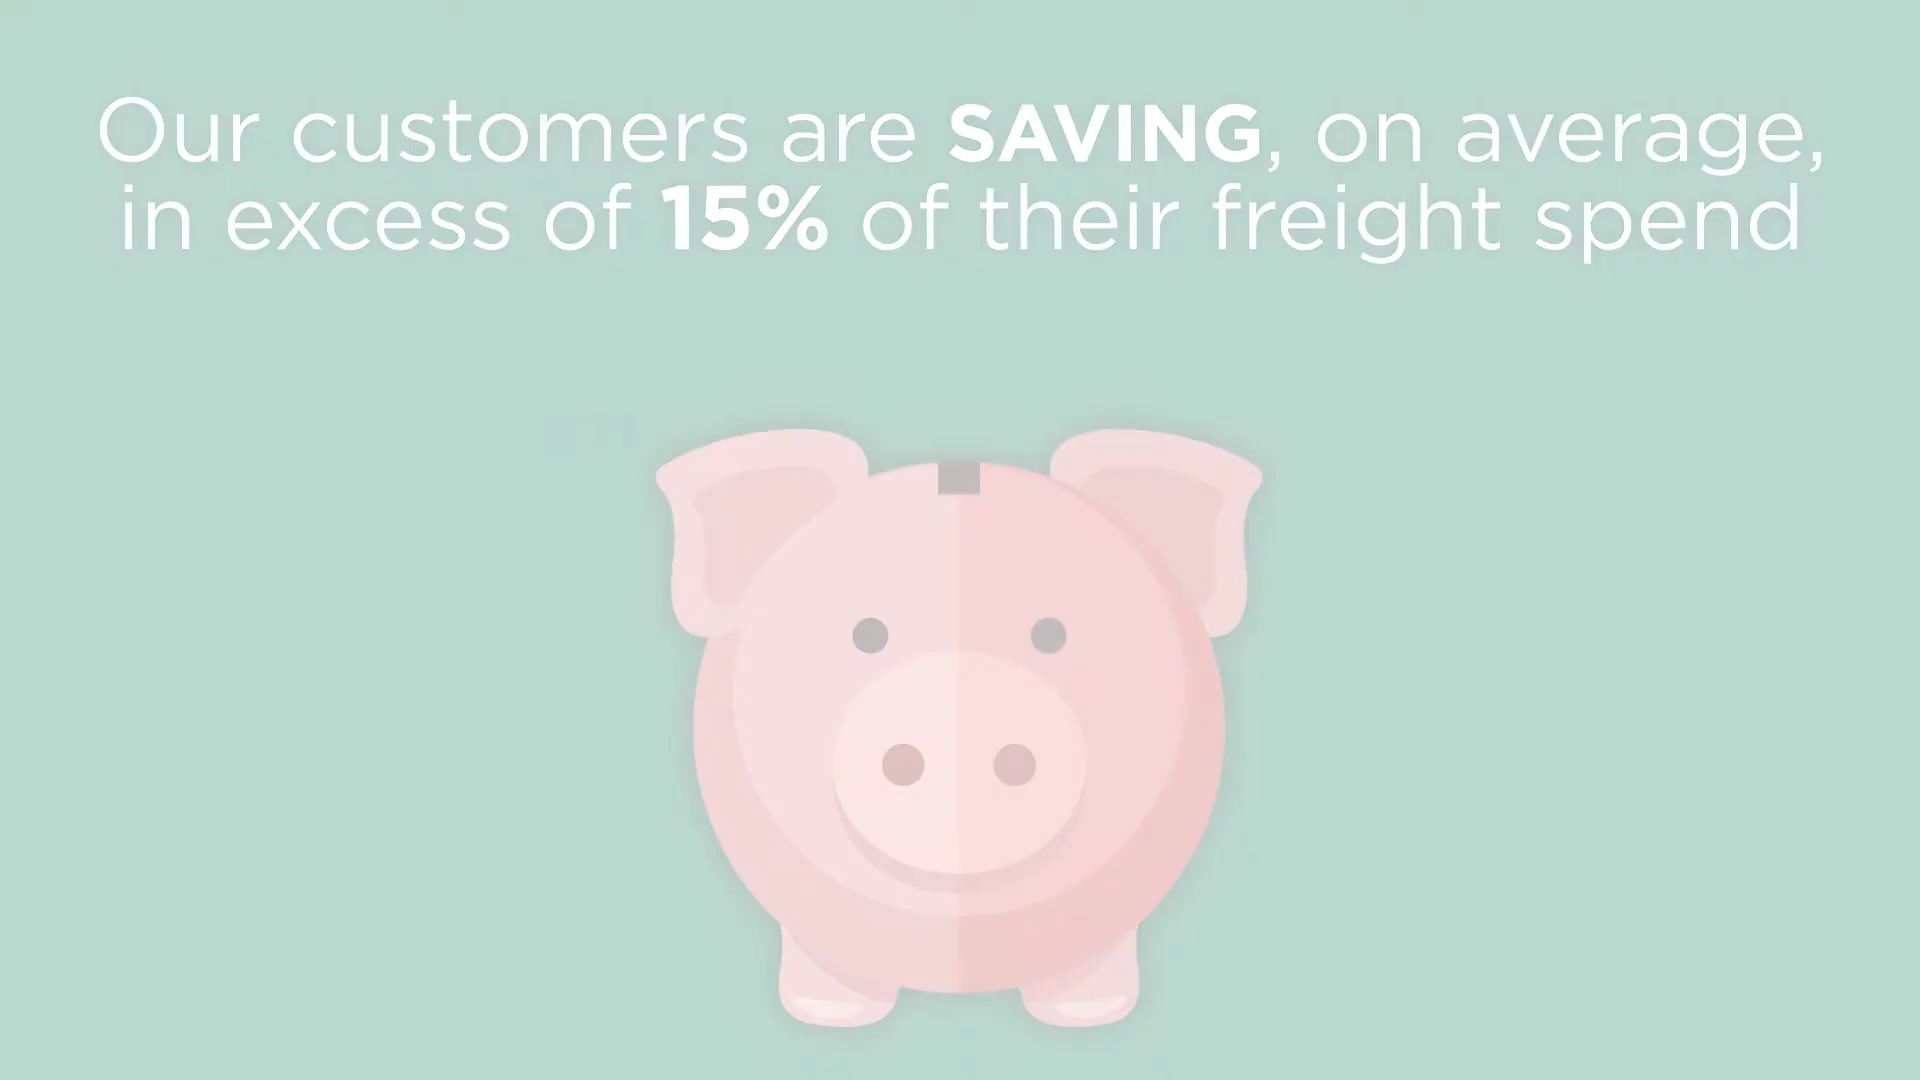 Our customers are SAVING, on average,
in excess of 15% of their freight spend